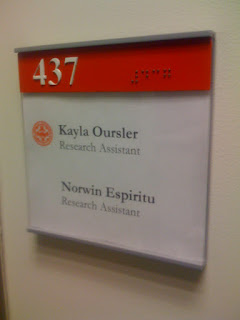 437
Kayla Oursler
Research Assistant
Norwin Espiritu
Research Assistant